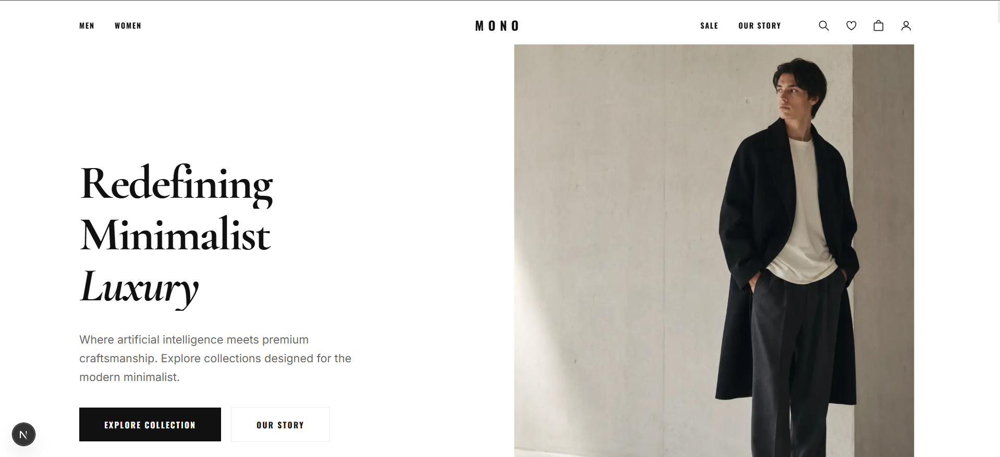 MEN WOMEN MONO SALE OUR STORY
Redefining
Minimalist
Luxury
Where artificial intelligence meets premium
craftsmanship. Explore collections designed for the
modern minimalist.
EXPLORE COLLECTION OUR STORY
N